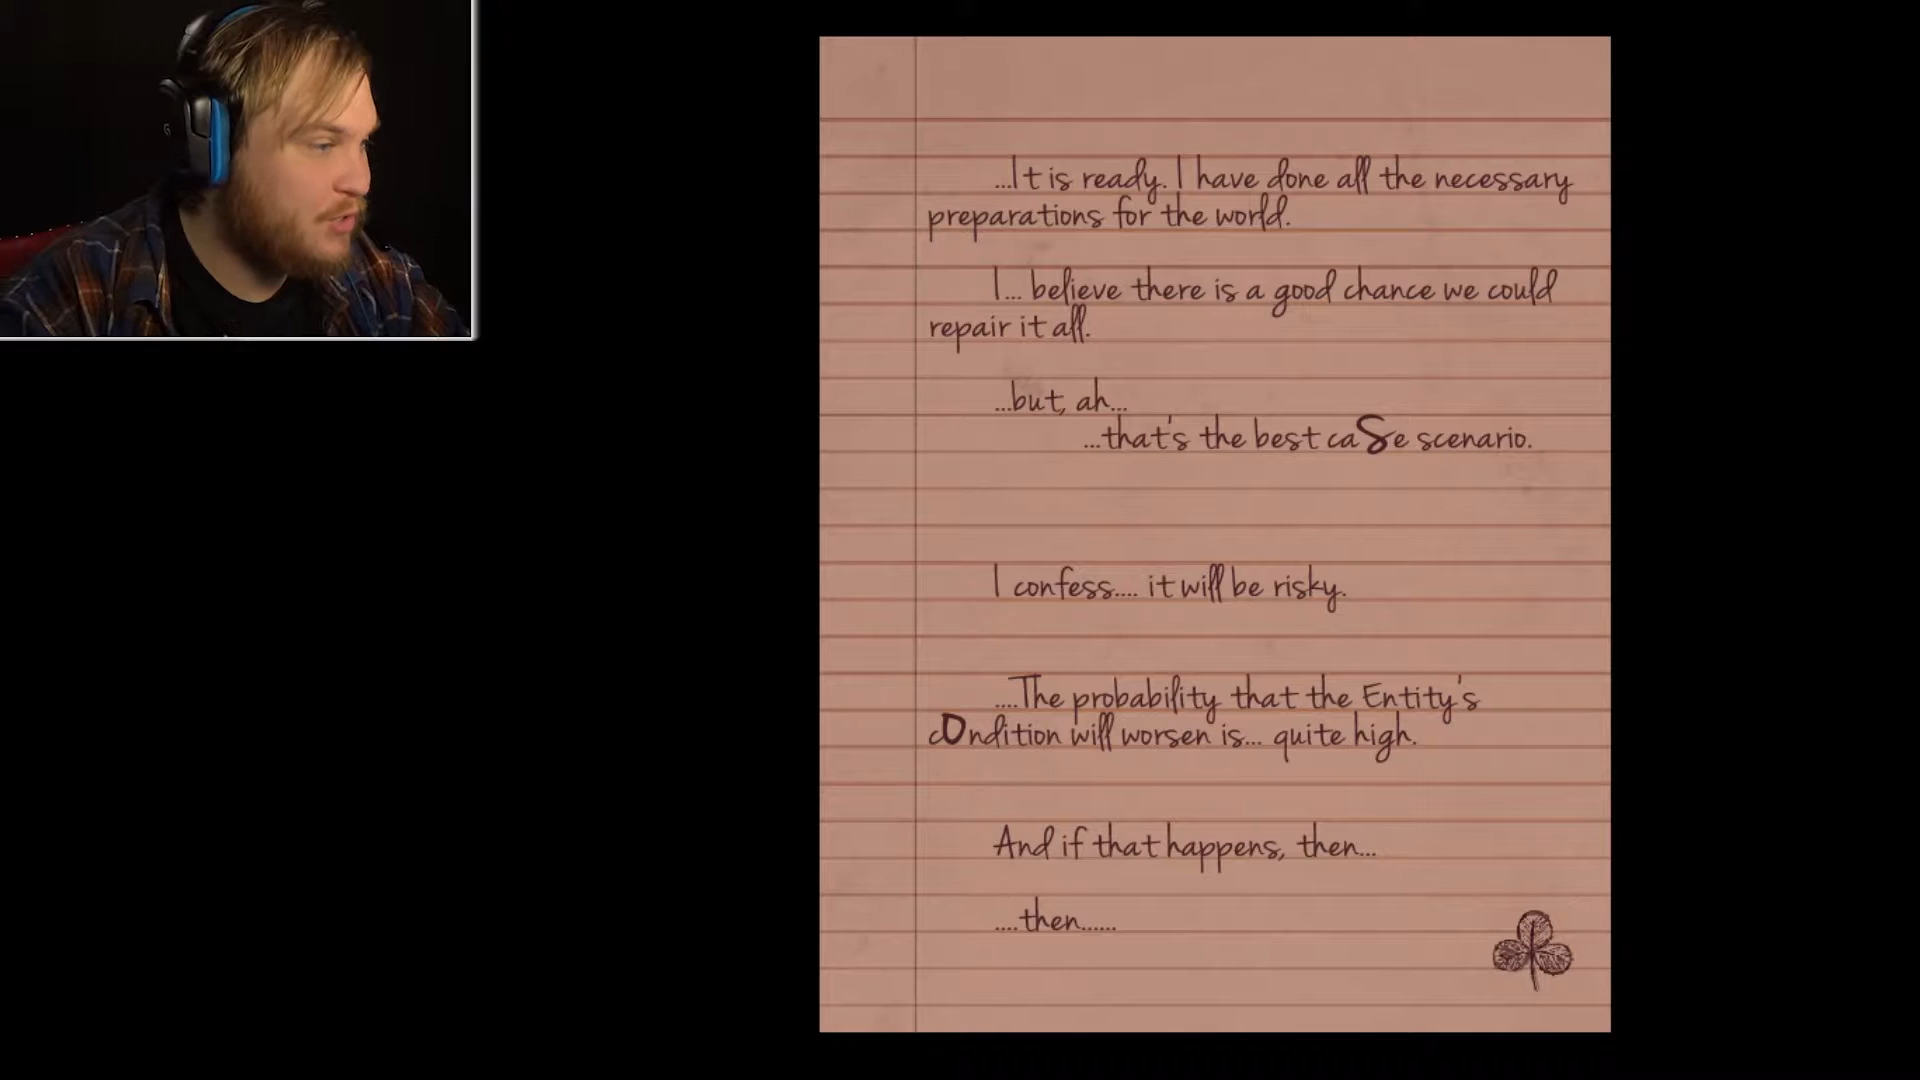 ...It is ready. I have done all the necessary
preparations for the world.
I... believe there is a good chance we could
repair it all.
...but, ah...
...that's the best caSe scenario.
I confess.... it will be risky.
....The probability that the Entity's
cOndition will worsen is... quite high.
And if that happens, then...
....then......